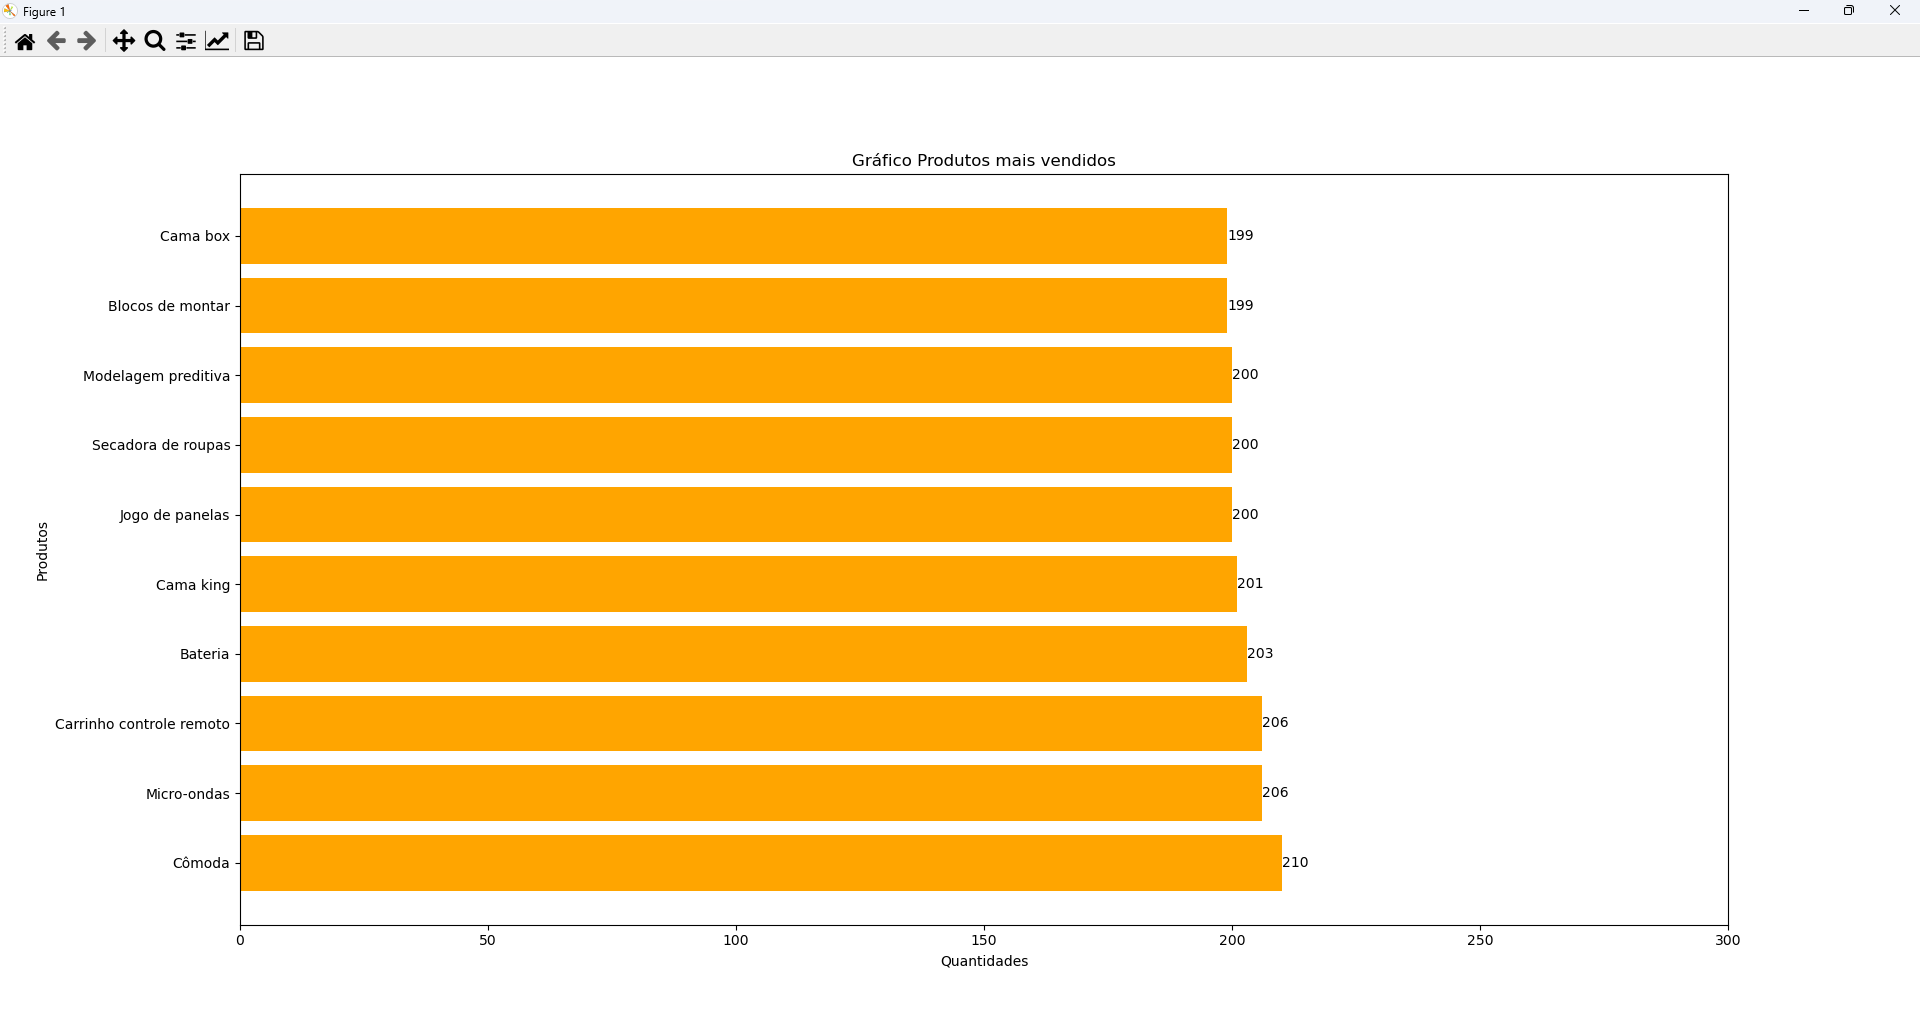 Figure 1
Gráfico Produtos mais vendidos
Cama box 199
Blocos de montar 199
Modelagem preditiva 200
Secadora de roupas 200
Jogo de panelas 200
Produtos
Cama king 201
Bateria 203
Carrinho controle remoto 206
Micro-ondas 206
Cômoda 210
0 50 100 150 200 250 300
Quantidades